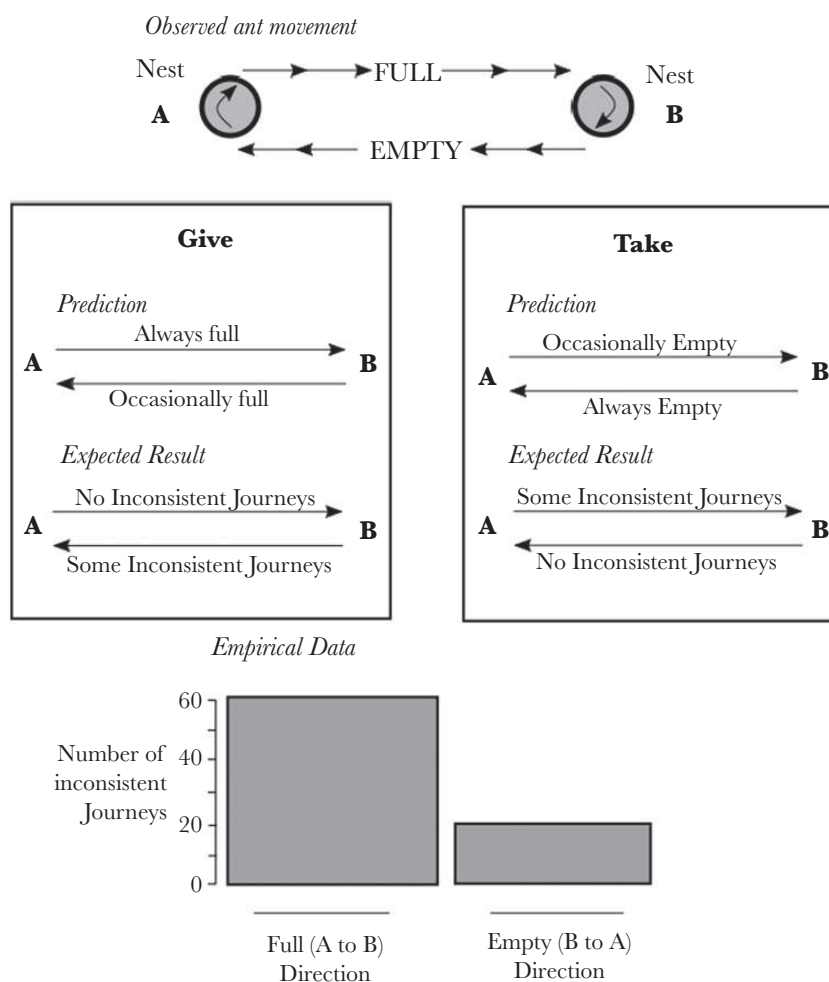 Observed ant movement
Nest
FULL
Nest
A
B
EMPTY
Give
Prediction
Always full
A
B
Occasionally full
Expected Result
No Inconsistent Journeys
A
B
Some Inconsistent Journeys
Take
Prediction
Occasionally Empty
A
B
Always Empty
Expected Result
Some Inconsistent Journeys
A
B
No Inconsistent Journeys
Empirical Data
60
40
20
0
Number of
inconsistent
Journeys
Full (A to B)
Direction
Empty (B to A)
Direction